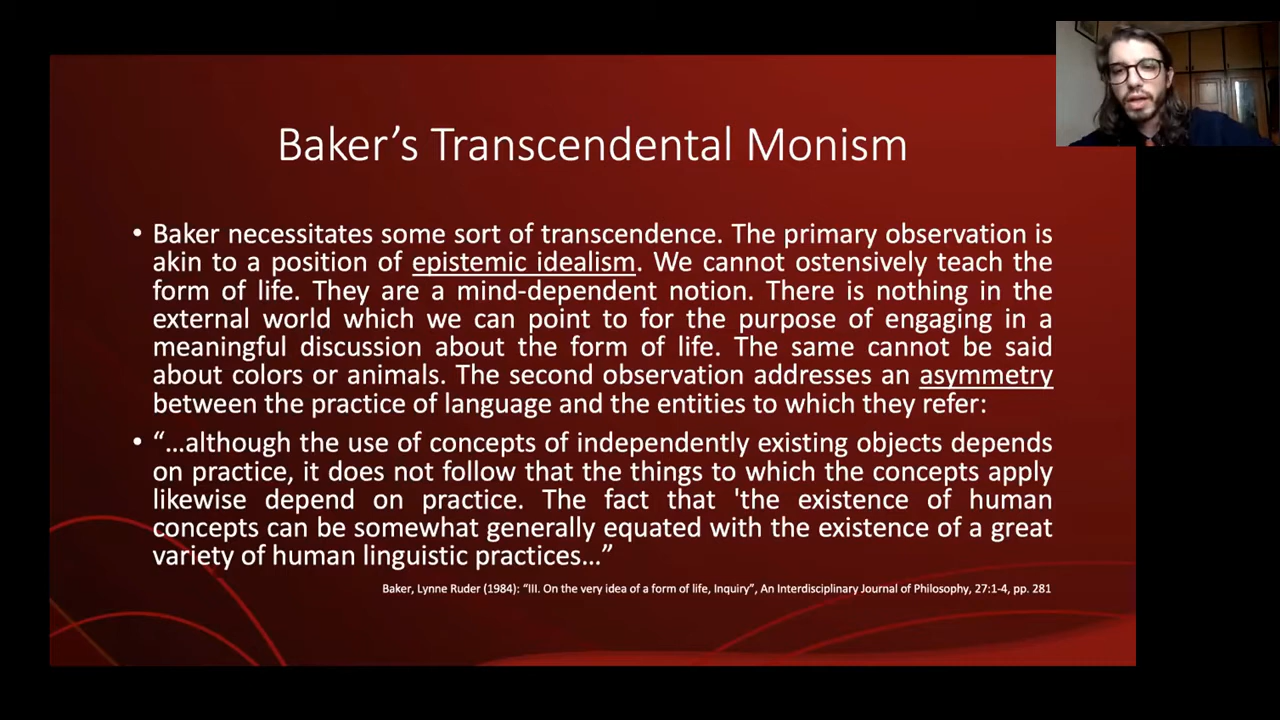 Baker’s Transcendental Monism
• Baker necessitates some sort of transcendence. The primary observation is
akin to a position of epistemic idealism. We cannot ostensively teach the
form of life. They are a mind-dependent notion. There is nothing in the
external world which we can point to for the purpose of engaging in a
meaningful discussion about the form of life. The same cannot be said
about colors or animals. The second observation addresses an asymmetry
between the practice of language and the entities to which they refer:
• “…although the use of concepts of independently existing objects depends
on practice, it does not follow that the things to which the concepts apply
likewise depend on practice. The fact that 'the existence of human
concepts can be somewhat generally equated with the existence of a great
variety of human linguistic practices…”
Baker, Lynne Ruder (1984): “III. On the very idea of a form of life, Inquiry”, An Interdisciplinary Journal of Philosophy, 27:1-4, pp. 281